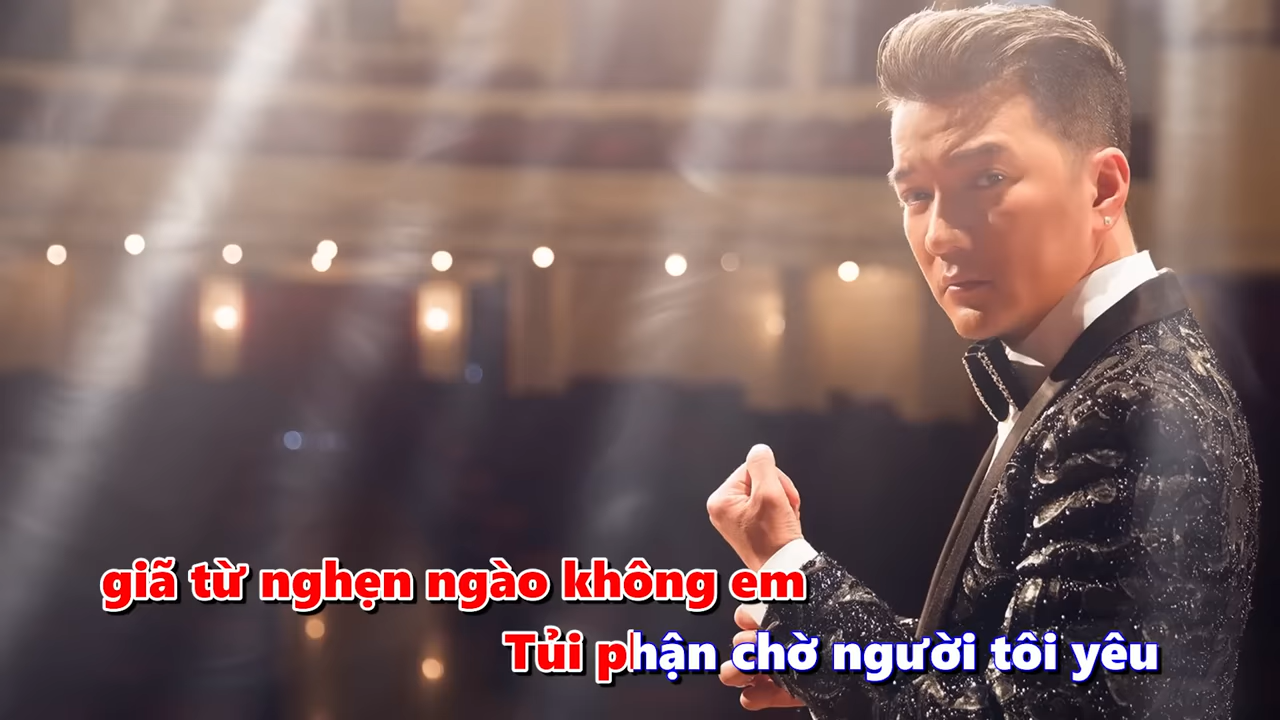 giã từ nghẹn ngào không em
Tủi phận chờ người tôi yêu